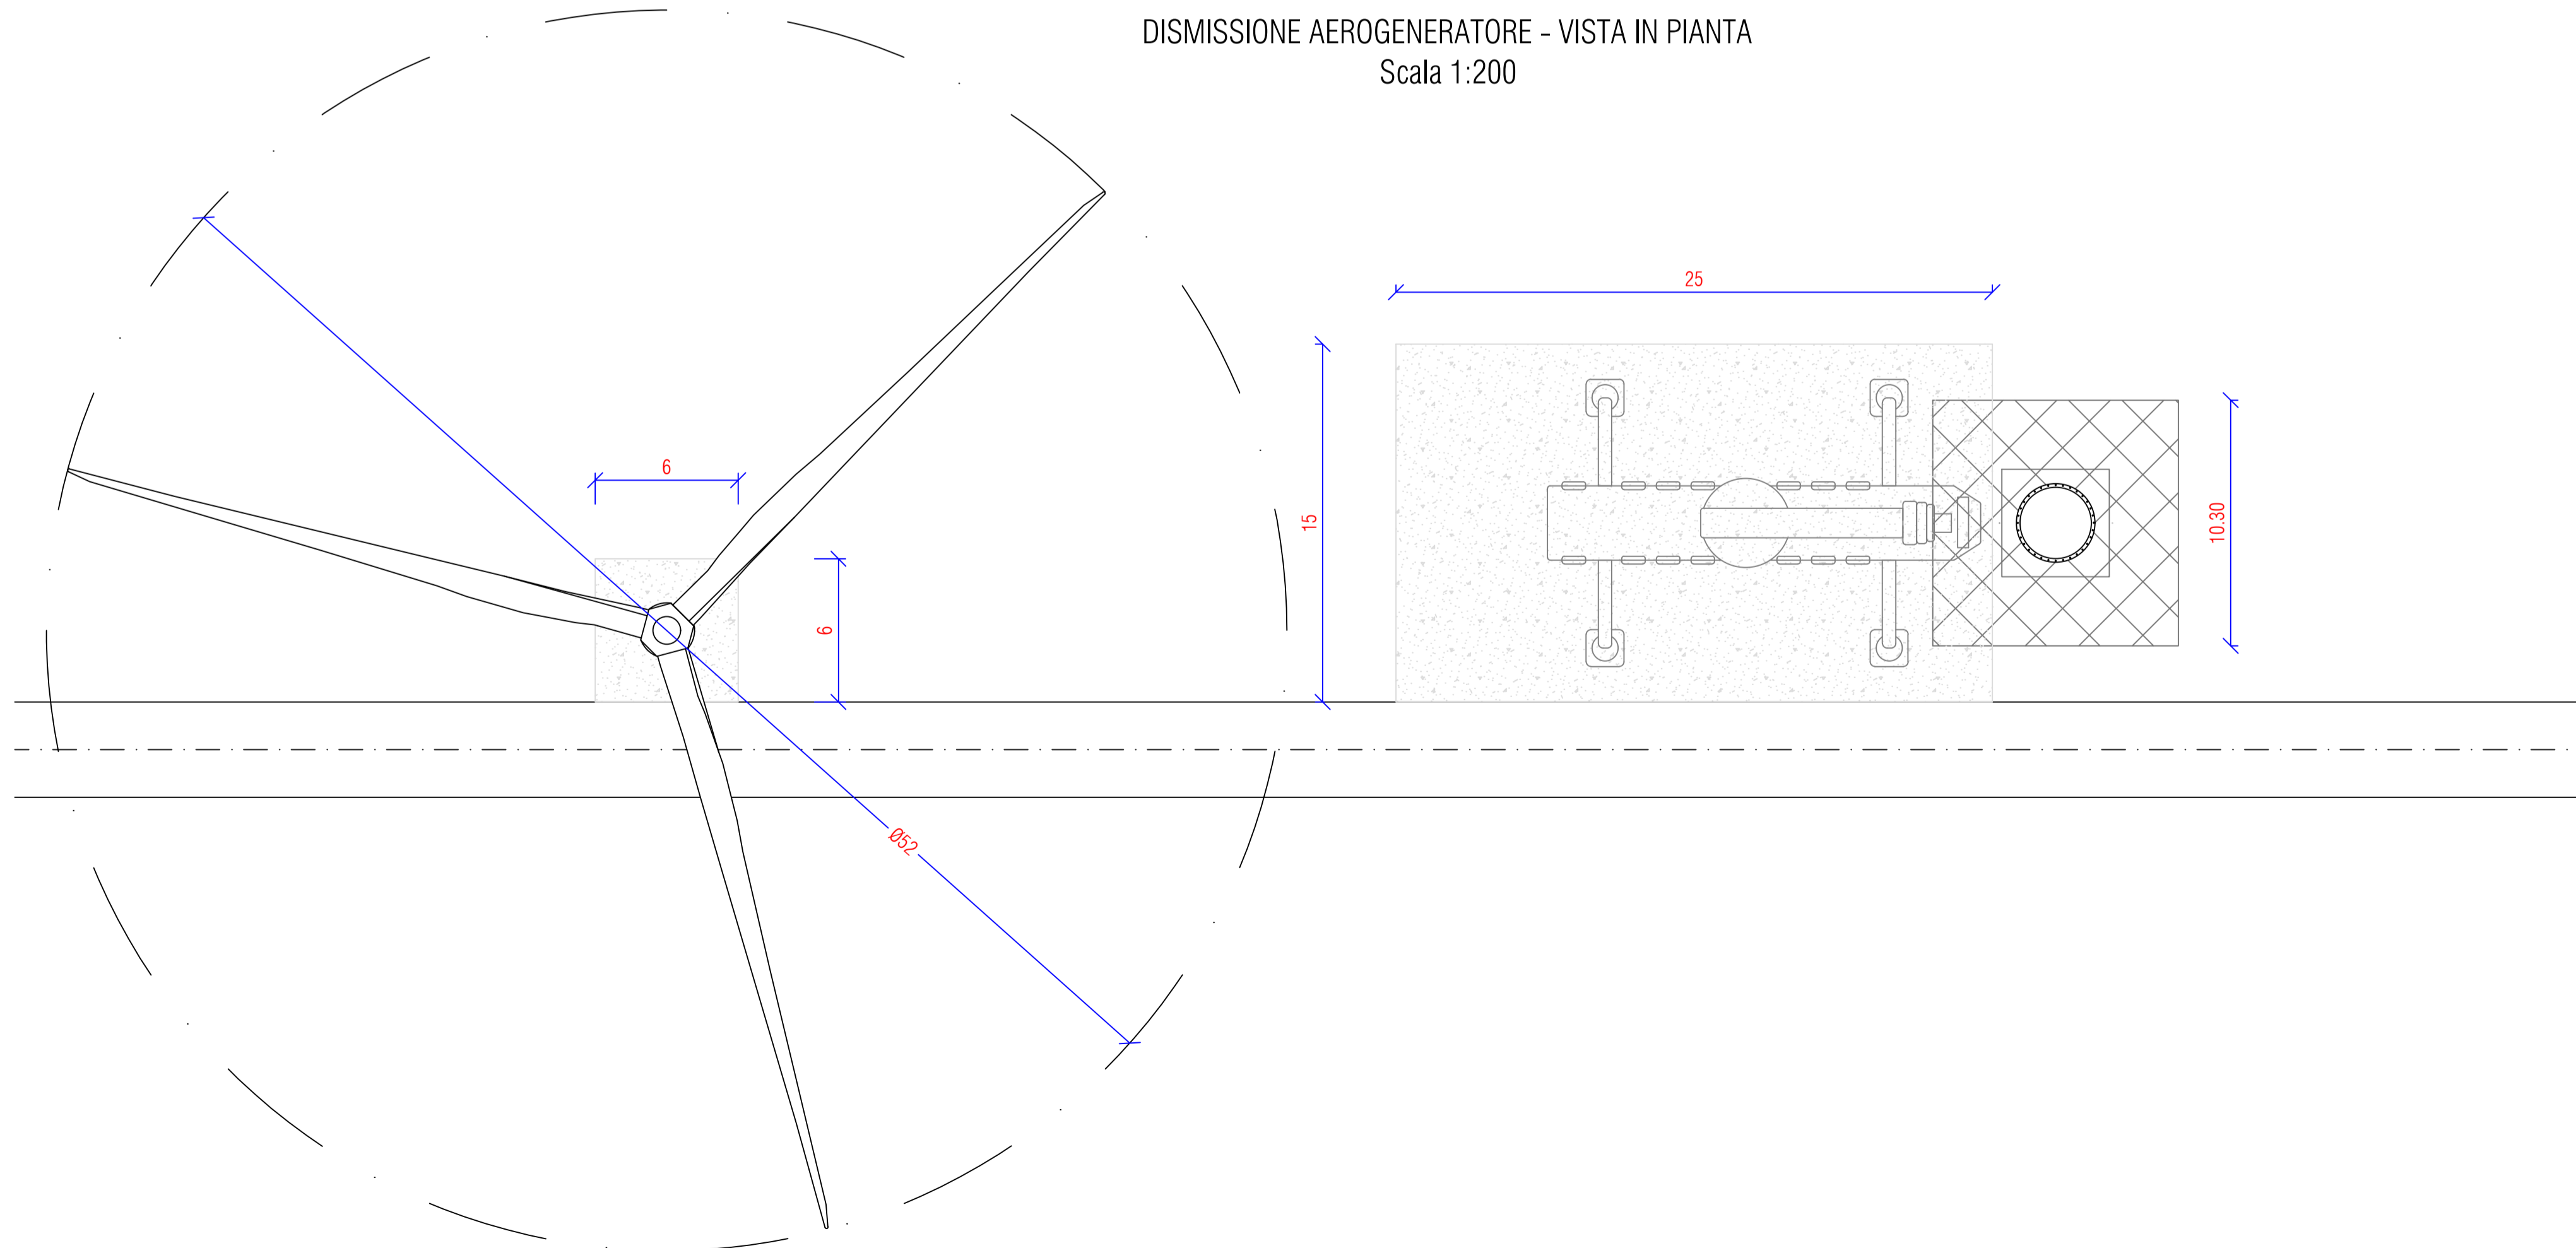 DISMISSIONE AEROGENERATORE - VISTA IN PIANTA
Scala 1:200
25
6
15
10.30
6
Ø52